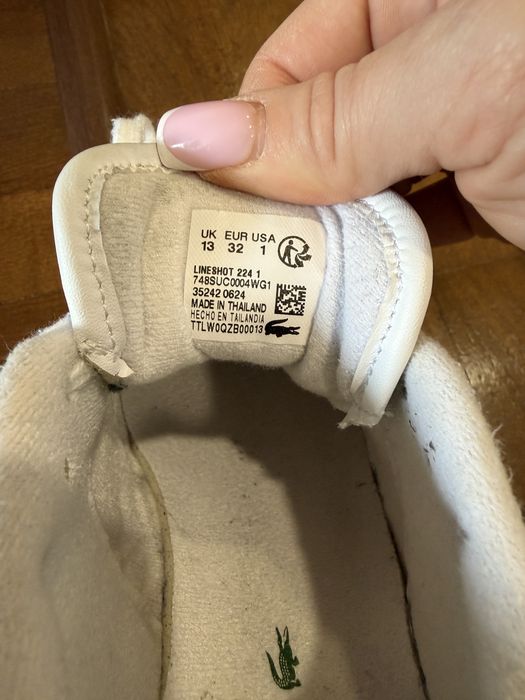 UK EUR USA
13 32 1
LINESHOT 224 1
748SUC0004WG1
35242 0624
MADE IN THAILAND
HECHO EN TAILANDIA
TTLW0QZB00013